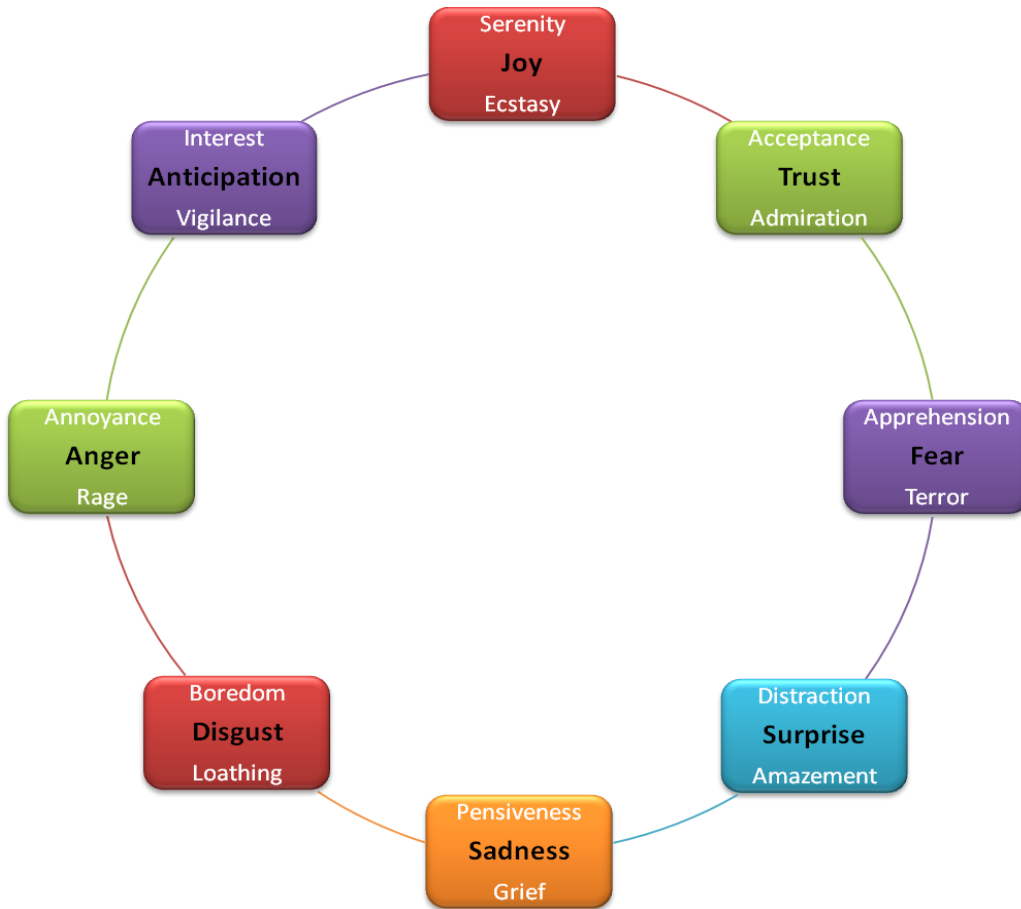 Serenity
Joy
Ecstasy
Acceptance
Trust
Admiration
Apprehension
Fear
Terror
Distraction
Surprise
Amazement
Pensiveness
Sadness
Grief
Boredom
Disgust
Loathing
Annoyance
Anger
Rage
Interest
Anticipation
Vigilance